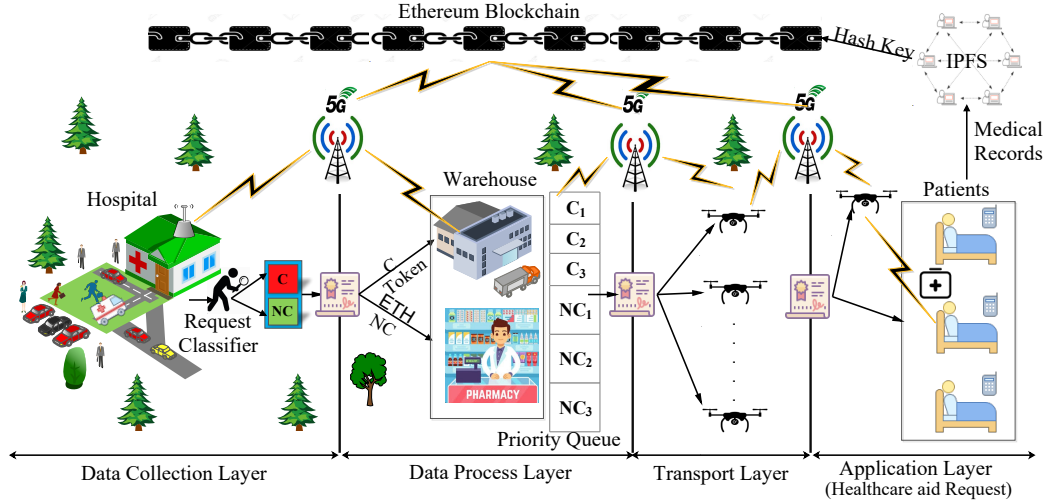 Ethereum Blockchain
Hash Key
IPFS
5G
5G
5G
Medical
Records
Hospital
Warehouse
Patients
C
NC
Request
Classifier
C
Token
ETH
NC
PHARMACY
C1
C2
C3
NC1
NC2
NC3
Priority Queue
Data Collection Layer
Data Process Layer
Transport Layer
Application Layer
(Healthcare aid Request)